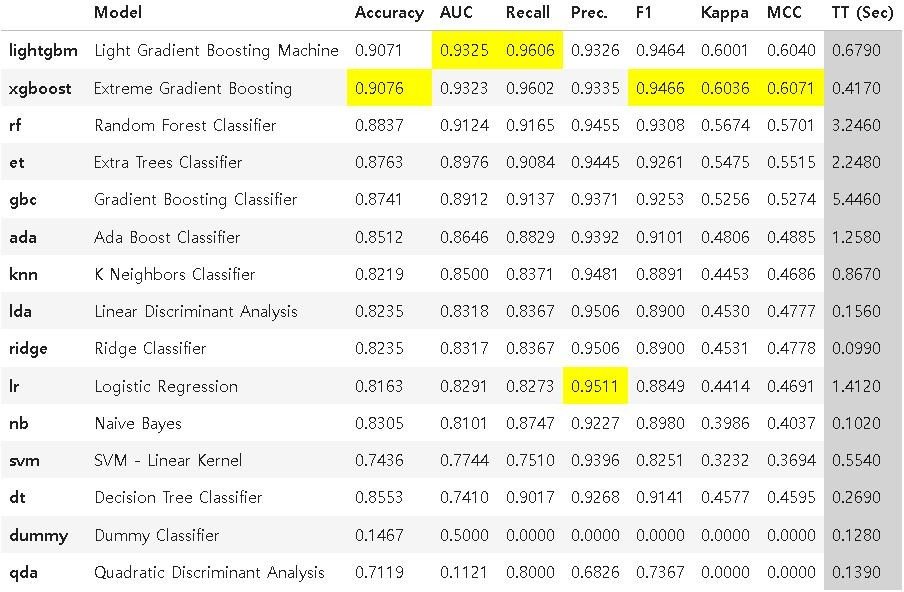 Model Accuracy AUC Recall Prec. F1 Kappa MCC TT (Sec)
lightgbm Light Gradient Boosting Machine 0.9071 0.9325 0.9606 0.9326 0.9464 0.6001 0.6040 0.6790
xgboost Extreme Gradient Boosting 0.9076 0.9323 0.9602 0.9335 0.9466 0.6036 0.6071 0.4170
rf Random Forest Classifier 0.8837 0.9124 0.9165 0.9455 0.9308 0.5674 0.5701 3.2460
et Extra Trees Classifier 0.8763 0.8976 0.9084 0.9445 0.9261 0.5475 0.5515 2.2480
gbc Gradient Boosting Classifier 0.8741 0.8912 0.9137 0.9371 0.9253 0.5256 0.5274 5.4460
ada Ada Boost Classifier 0.8512 0.8646 0.8829 0.9392 0.9101 0.4806 0.4885 1.2580
knn K Neighbors Classifier 0.8219 0.8500 0.8371 0.9481 0.8891 0.4453 0.4686 0.8670
lda Linear Discriminant Analysis 0.8235 0.8318 0.8367 0.9506 0.8900 0.4530 0.4777 0.1560
ridge Ridge Classifier 0.8235 0.8317 0.8367 0.9506 0.8900 0.4531 0.4778 0.0990
lr Logistic Regression 0.8163 0.8291 0.8273 0.9511 0.8849 0.4414 0.4691 1.4120
nb Naive Bayes 0.8305 0.8101 0.8747 0.9227 0.8980 0.3986 0.4037 0.1020
svm SVM - Linear Kernel 0.7436 0.7744 0.7510 0.9396 0.8251 0.3232 0.3694 0.5540
dt Decision Tree Classifier 0.8553 0.7410 0.9017 0.9268 0.9141 0.4577 0.4595 0.2690
dummy Dummy Classifier 0.1467 0.5000 0.0000 0.0000 0.0000 0.0000 0.0000 0.1280
qda Quadratic Discriminant Analysis 0.7119 0.1121 0.8000 0.6826 0.7367 0.0000 0.0000 0.1390